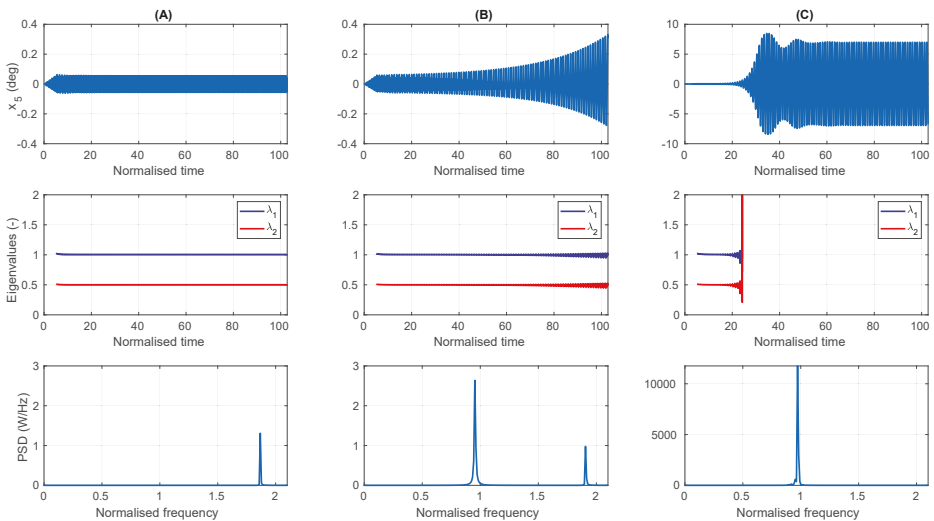 (A)
(B)
(C)
x5 (deg)
0.4
0.2
0
-0.2
-0.4
0 20 40 60 80 100
Normalised time
0.4
0.2
0
-0.2
-0.4
0 20 40 60 80 100
Normalised time
10
5
0
-5
-10
0 20 40 60 80 100
Normalised time
Eigenvalues (-)
2
1.5
1
0.5
0
λ1
λ2
0 20 40 60 80 100
Normalised time
2
1.5
1
0.5
0
λ1
λ2
0 20 40 60 80 100
Normalised time
2
1.5
1
0.5
0
λ1
λ2
0 20 40 60 80 100
Normalised time
PSD (W/Hz)
3
2
1
0
0 0.5 1 1.5 2
Normalised frequency
3
2
1
0
0 0.5 1 1.5 2
Normalised frequency
10000
5000
0
0 0.5 1 1.5 2
Normalised frequency